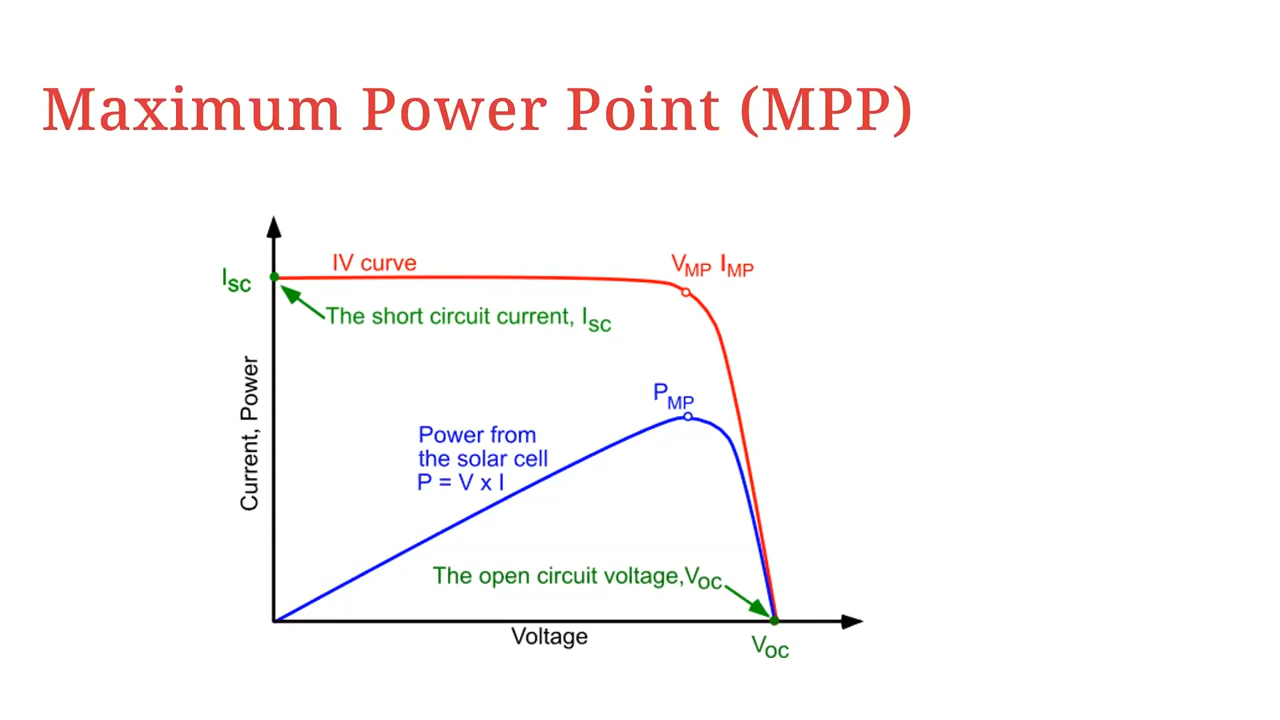 Maximum Power Point (MPP)
IV curve
VMP IMP
ISC
The short circuit current, ISC
Current, Power
PMP
Power from
the solar cell
P = V x I
The open circuit voltage,VOC
Voltage
VOC